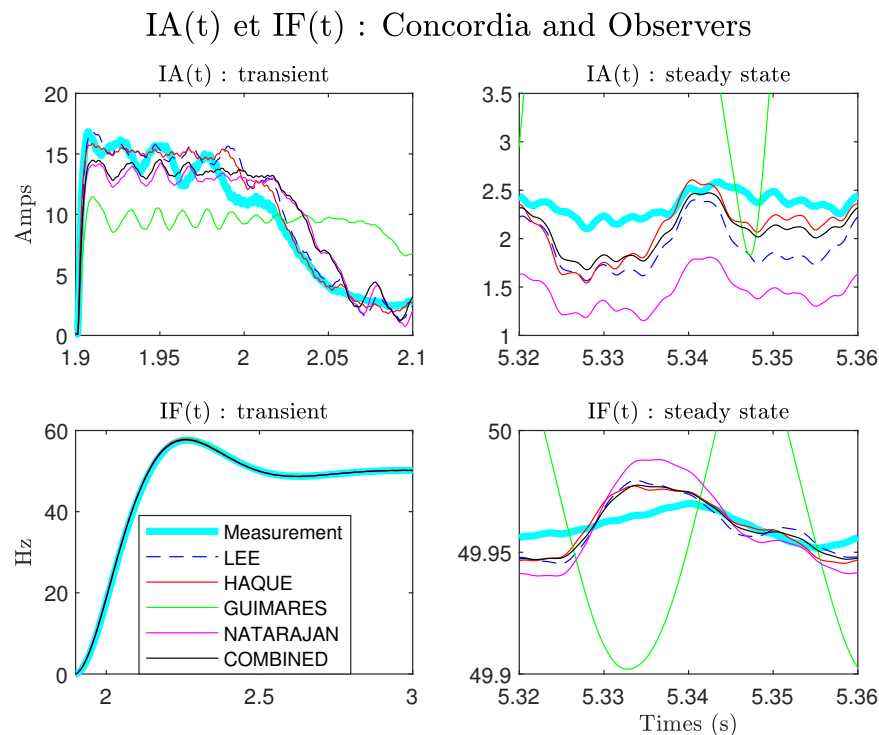 IA(t) et IF(t) : Concordia and Observers
IA(t) : transient
20
15
10
5
0
Amps
1.9
1.95
2
2.05
2.1
IA(t) : steady state
3.5
3
2.5
2
1.5
1
5.32
5.33
5.34
5.35
5.36
IF(t) : transient
60
40
20
0
Hz
2
2.5
3
Measurement
LEE
HAQUE
GUIMARES
NATARAJAN
COMBINED
IF(t) : steady state
50
49.95
49.9
5.32
5.33
5.34
5.35
5.36
Times (s)